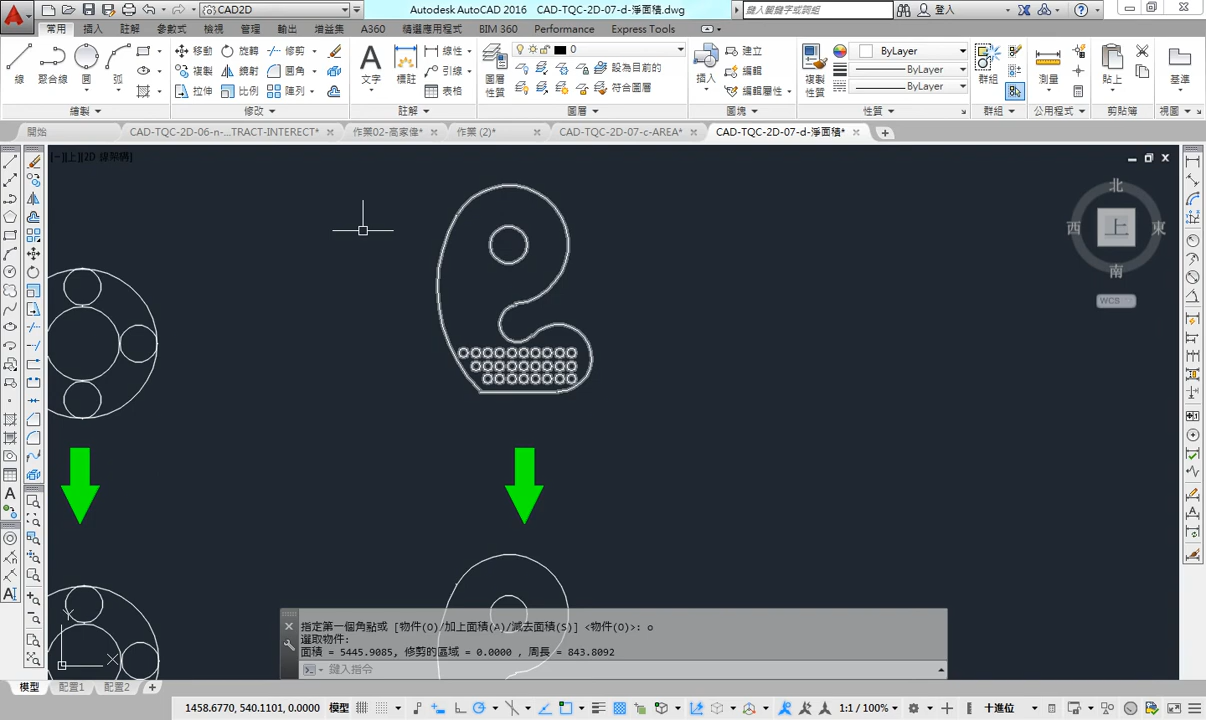 CAD2D
Autodesk AutoCAD 2016 CAD-TQC-2D-07-d-淨面積.dwg
鍵入關鍵字或詞組
登入
常用 插入 註解 參數式 檢視 管理 輸出 增益集 A360 精選應用程式 BIM 360 Performance Express Tools
線 聚合線 圓 弧
移動 旋轉 修剪
複製 鏡射 圓角
拉伸 比例 陣列
文字 標註
線性
引線
表格
圖層性質
0
設為目前的
符合圖層
插入
建立
編輯
編輯屬性
複製性質
ByLayer
ByLayer
ByLayer
群組
測量
貼上
基準
繪製 修改 註解 圖層 圖塊 性質 群組 公用程式 剪貼簿 視圖
開始 CAD-TQC-2D-06-n-...TRACT-INTERECT* 作業02-高家偉* 作業 (2)* CAD-TQC-2D-07-c-AREA* CAD-TQC-2D-07-d-淨面積*
[−][上][2D 線架構]
北
西 上 東
南
WCS
指定第一個角點或 [物件(O)/加上面積(A)/減去面積(S)] <物件(O)>: o
選取物件:
面積 = 5445.9085, 修剪的區域 = 0.0000 , 周長 = 843.8092
鍵入指令
Y
X
模型 配置1 配置2
1458.6770, 540.1101, 0.0000 模型 1:1 / 100% 十進位